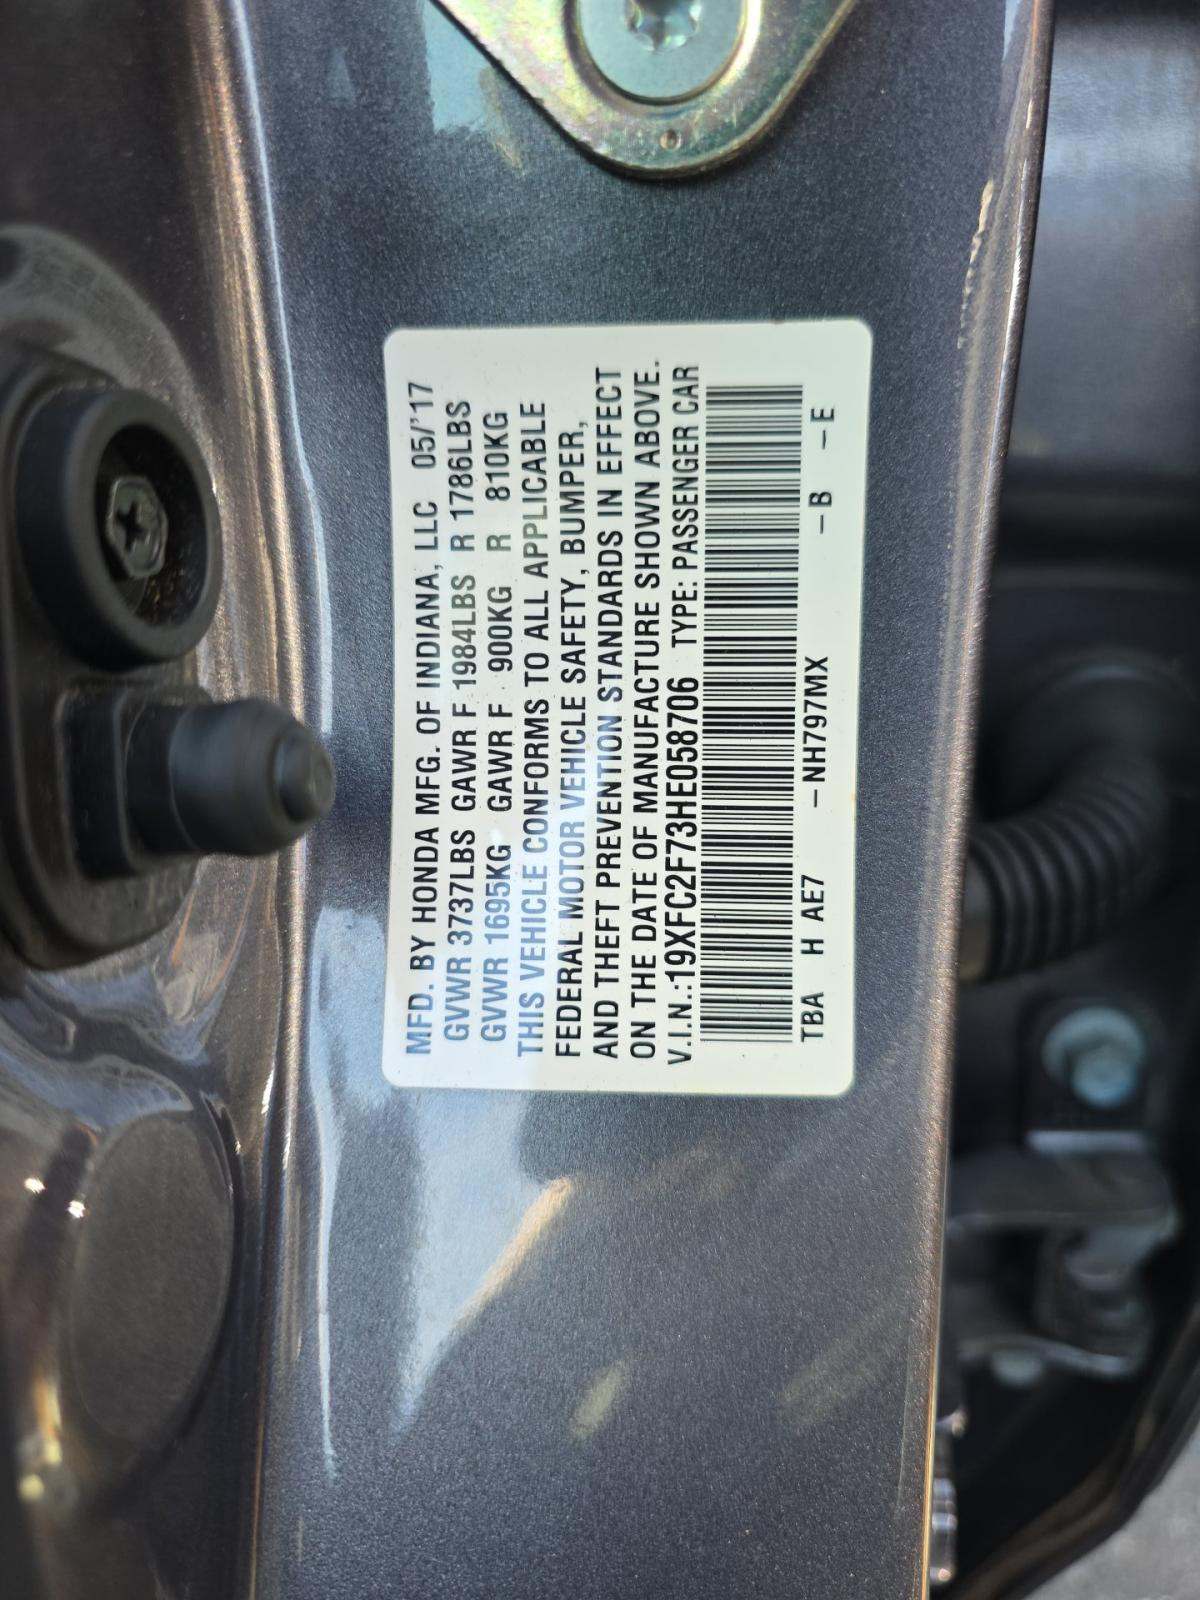 MFD. BY HONDA MFG. OF INDIANA, LLC 05/'17
GVWR 3737LBS GAWR F 1984LBS R 1786LBS
GVWR 1695KG GAWR F 900KG R 810KG
THIS VEHICLE CONFORMS TO ALL APPLICABLE
FEDERAL MOTOR VEHICLE SAFETY, BUMPER,
AND THEFT PREVENTION STANDARDS IN EFFECT
ON THE DATE OF MANUFACTURE SHOWN ABOVE..
V.I.N.:19XFC2F73HE058706 TYPE: PASSENGER CAR
TBA H AE7 –NH797MX –B –E